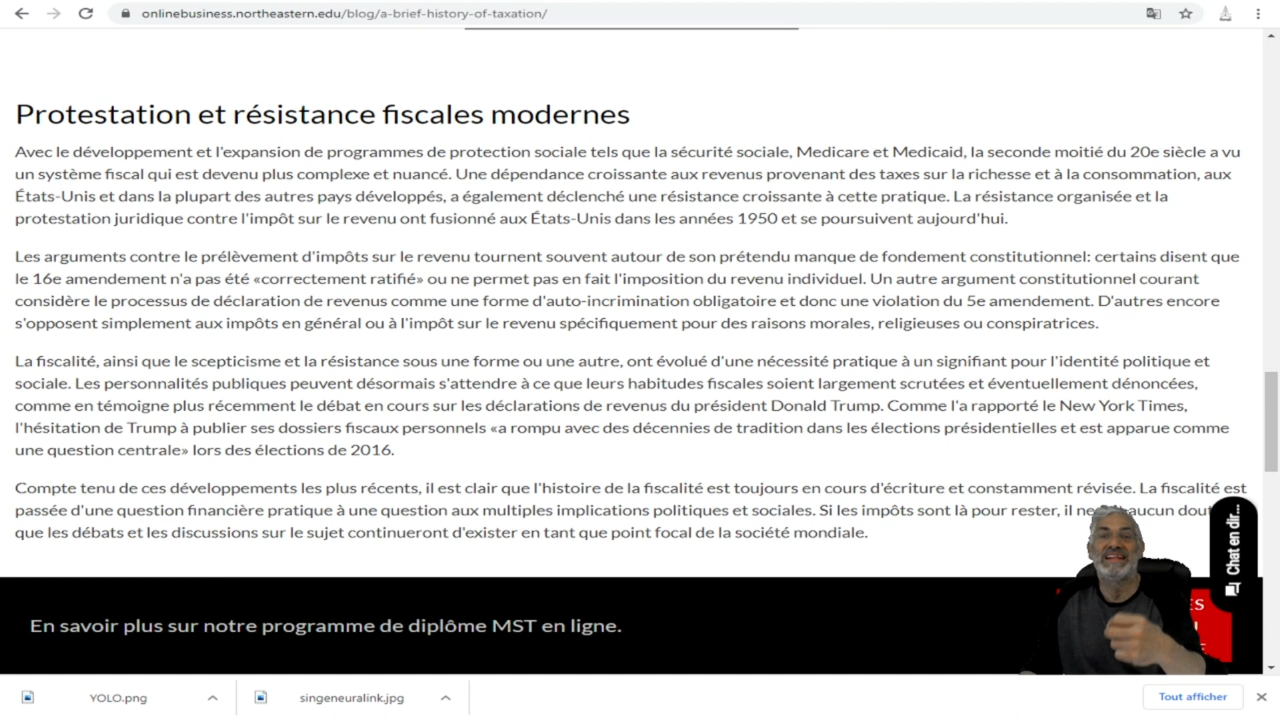 onlinebusiness.northeastern.edu/blog/a-brief-history-of-taxation/
Protestation et résistance fiscales modernes
Avec le développement et l'expansion de programmes de protection sociale tels que la sécurité sociale, Medicare et Medicaid, la seconde moitié du 20e siècle a vu
un système fiscal qui est devenu plus complexe et nuancé. Une dépendance croissante aux revenus provenant des taxes sur la richesse et à la consommation, aux
États-Unis et dans la plupart des autres pays développés, a également déclenché une résistance croissante à cette pratique. La résistance organisée et la
protestation juridique contre l'impôt sur le revenu ont fusionné aux États-Unis dans les années 1950 et se poursuivent aujourd'hui.
Les arguments contre le prélèvement d'impôts sur le revenu tournent souvent autour de son prétendu manque de fondement constitutionnel: certains disent que
le 16e amendement n'a pas été «correctement ratifié» ou ne permet pas en fait l'imposition du revenu individuel. Un autre argument constitutionnel courant
considère le processus de déclaration de revenus comme une forme d'auto-incrimination obligatoire et donc une violation du 5e amendement. D'autres encore
s'opposent simplement aux impôts en général ou à l'impôt sur le revenu spécifiquement pour des raisons morales, religieuses ou conspiratrices.
La fiscalité, ainsi que le scepticisme et la résistance sous une forme ou une autre, ont évolué d'une nécessité pratique à un signifiant pour l'identité politique et
sociale. Les personnalités publiques peuvent désormais s'attendre à ce que leurs habitudes fiscales soient largement scrutées et éventuellement dénoncées,
comme en témoigne plus récemment le débat en cours sur les déclarations de revenus du président Donald Trump. Comme l'a rapporté le New York Times,
l'hésitation de Trump à publier ses dossiers fiscaux personnels «a rompu avec des décennies de tradition dans les élections présidentielles et est apparue comme
une question centrale» lors des élections de 2016.
Compte tenu de ces développements les plus récents, il est clair que l'histoire de la fiscalité est toujours en cours d'écriture et constamment révisée. La fiscalité est
passée d'une question financière pratique à une question aux multiples implications politiques et sociales. Si les impôts sont là pour rester, il aucun
que les débats et les discussions sur le sujet continueront d'exister en tant que point focal de la société mondiale.
Chat en dir...
En savoir plus sur notre programme de diplôme MST en ligne.
YOLO.png
singeneuralink.jpg
Tout afficher